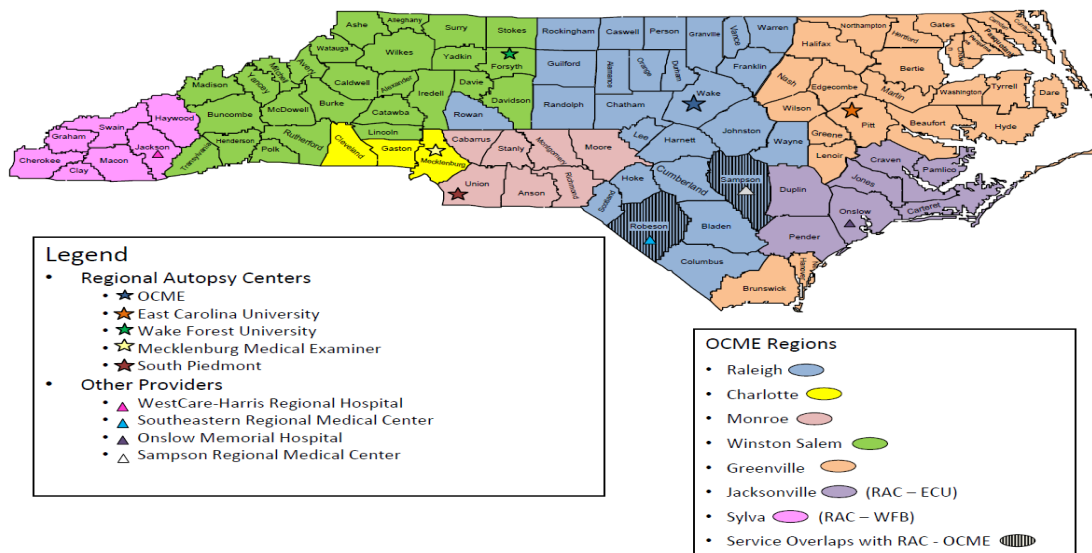 Ashe Alleghany Surry Stokes Rockingham Caswell Person Granville Vance Warren Northampton Gates
Watauga Wilkes Yadkin Forsyth Guilford Alamance Orange Durham Franklin Halifax Hertford Bertie
Mitchell Avery Yancey Madison Caldwell Alexander Iredell Davie Davidson Randolph Chatham Wake Nash Edgecombe Martin Washington Tyrrell Dare
Buncombe McDowell Burke Catawba Rowan Johnston Wilson Pitt Beaufort Hyde
Haywood Swain Graham Jackson Henderson Polk Rutherford Cleveland Lincoln Gaston Cabarrus Stanly Montgomery Moore Lee Harnett Wayne Greene Lenoir Craven Pamlico
Cherokee Clay Macon Transylvania Mecklenburg Union Anson Richmond Hoke Scotland Cumberland Sampson Duplin Jones Onslow Carteret
Robeson Bladen Pender
Columbus
Brunswick Hanover
Legend
• Regional Autopsy Centers
• OCME
• East Carolina University
• Wake Forest University
• Mecklenburg Medical Examiner
• South Piedmont
• Other Providers
• WestCare-Harris Regional Hospital
• Southeastern Regional Medical Center
• Onslow Memorial Hospital
• Sampson Regional Medical Center
OCME Regions
• Raleigh
• Charlotte
• Monroe
• Winston Salem
• Greenville
• Jacksonville (RAC – ECU)
• Sylva (RAC – WFB)
• Service Overlaps with RAC - OCME